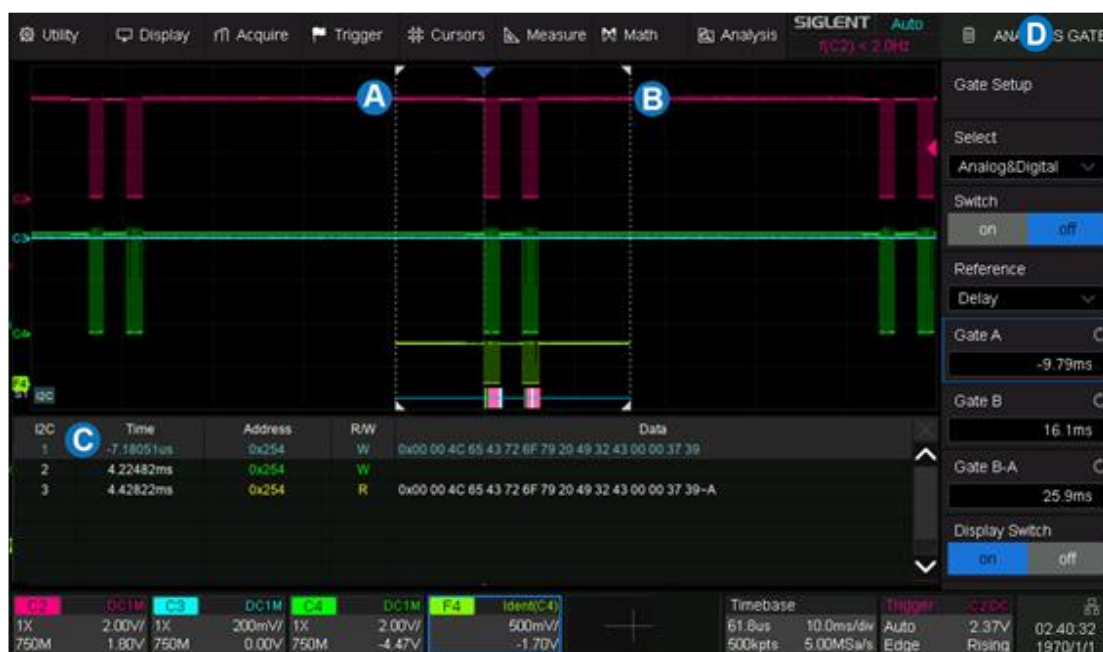 Utility Display Acquire Trigger Cursors Measure Math Analysis
SIGLENT Auto
f(C2) < 2.0Hz
D
A
B
Gate Setup
Select
Analog&Digital
Switch
on off
Reference
Delay
Gate A
-9.79ms
Gate B
16.1ms
Gate B-A
25.9ms
Display Switch
on off
C3
C4
F4
I2C
I2C Time Address R/W Data
C
1 -7.18051us 0x254 W 0x00 00 4C 65 43 72 6F 79 20 49 32 43 00 00 37 39
2 4.22482ms 0x254 W
3 4.42822ms 0x254 R 0x00 00 4C 65 43 72 6F 79 20 49 32 43 00 00 37 39~A
C2 DC1M C3 DC1M C4 DC1M F4 Ident(C4)
1X 2.00V/ 1X 200mV/ 1X 2.00V/ 500mV/
750M 1.80V 750M 0.00V 750M -4.47V -1.70V
Timebase
61.8us 10.0ms/div
500kpts 5.00MSa/s
Trigger C2 DC
Auto 2.37V
Edge Rising
02:40:32
1970/1/1